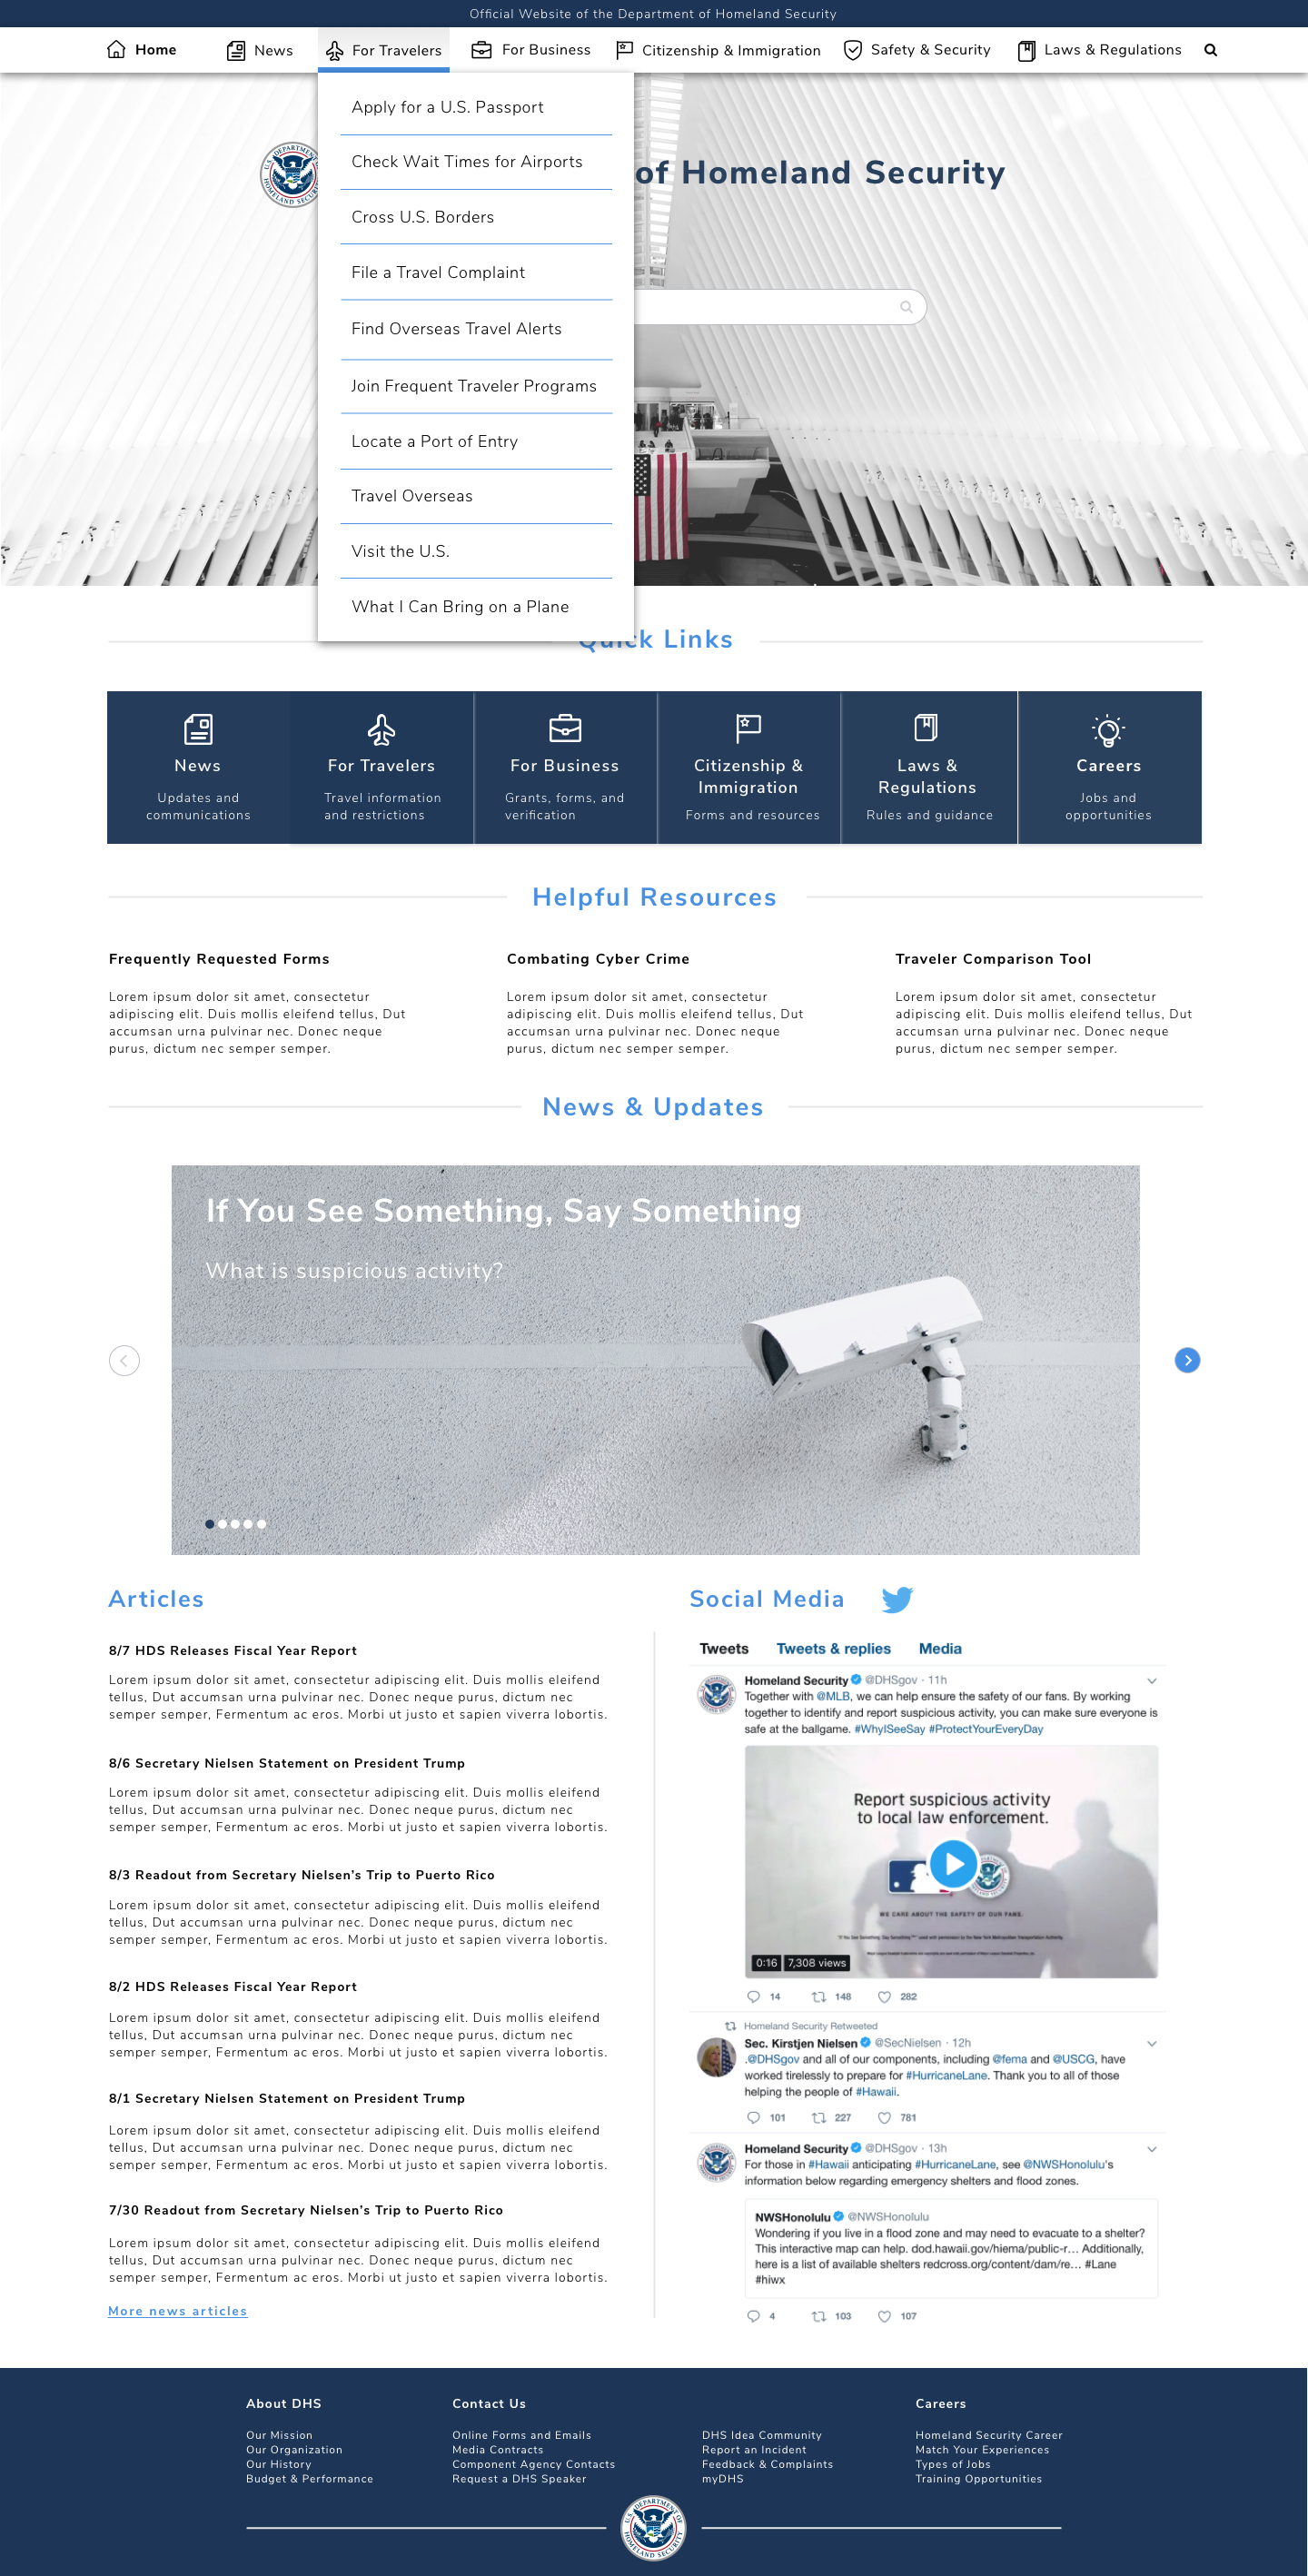 Official Website of the Department of Homeland Security
Home
News
For Travelers
For Business
Citizenship & Immigration
Safety & Security
Laws & Regulations
Apply for a U.S. Passport
Check Wait Times for Airports
Cross U.S. Borders
File a Travel Complaint
Find Overseas Travel Alerts
Join Frequent Traveler Programs
Locate a Port of Entry
Travel Overseas
Visit the U.S.
What I Can Bring on a Plane
of Homeland Security
Quick Links
News
Updates and
communications
For Travelers
Travel information
and restrictions
For Business
Grants, forms, and
verification
Citizenship &
Immigration
Forms and resources
Laws &
Regulations
Rules and guidance
Careers
Jobs and
opportunities
Helpful Resources
Frequently Requested Forms
Lorem ipsum dolor sit amet, consectetur
adipiscing elit. Duis mollis eleifend tellus, Dut
accumsan urna pulvinar nec. Donec neque
purus, dictum nec semper semper.
Combating Cyber Crime
Lorem ipsum dolor sit amet, consectetur
adipiscing elit. Duis mollis eleifend tellus, Dut
accumsan urna pulvinar nec. Donec neque
purus, dictum nec semper semper.
Traveler Comparison Tool
Lorem ipsum dolor sit amet, consectetur
adipiscing elit. Duis mollis eleifend tellus, Dut
accumsan urna pulvinar nec. Donec neque
purus, dictum nec semper semper.
News & Updates
If You See Something, Say Something
What is suspicious activity?
Articles
8/7 HDS Releases Fiscal Year Report
Lorem ipsum dolor sit amet, consectetur adipiscing elit. Duis mollis eleifend
tellus, Dut accumsan urna pulvinar nec. Donec neque purus, dictum nec
semper semper, Fermentum ac eros. Morbi ut justo et sapien viverra lobortis.
8/6 Secretary Nielsen Statement on President Trump
Lorem ipsum dolor sit amet, consectetur adipiscing elit. Duis mollis eleifend
tellus, Dut accumsan urna pulvinar nec. Donec neque purus, dictum nec
semper semper, Fermentum ac eros. Morbi ut justo et sapien viverra lobortis.
8/3 Readout from Secretary Nielsen's Trip to Puerto Rico
Lorem ipsum dolor sit amet, consectetur adipiscing elit. Duis mollis eleifend
tellus, Dut accumsan urna pulvinar nec. Donec neque purus, dictum nec
semper semper, Fermentum ac eros. Morbi ut justo et sapien viverra lobortis.
8/2 HDS Releases Fiscal Year Report
Lorem ipsum dolor sit amet, consectetur adipiscing elit. Duis mollis eleifend
tellus, Dut accumsan urna pulvinar nec. Donec neque purus, dictum nec
semper semper, Fermentum ac eros. Morbi ut justo et sapien viverra lobortis.
8/1 Secretary Nielsen Statement on President Trump
Lorem ipsum dolor sit amet, consectetur adipiscing elit. Duis mollis eleifend
tellus, Dut accumsan urna pulvinar nec. Donec neque purus, dictum nec
semper semper, Fermentum ac eros. Morbi ut justo et sapien viverra lobortis.
7/30 Readout from Secretary Nielsen's Trip to Puerto Rico
Lorem ipsum dolor sit amet, consectetur adipiscing elit. Duis mollis eleifend
tellus, Dut accumsan urna pulvinar nec. Donec neque purus, dictum nec
semper semper, Fermentum ac eros. Morbi ut justo et sapien viverra lobortis.
More news articles
Social Media
Tweets Tweets & replies Media
Homeland Security @DHSgov · 11h
Together with @MLB, we can help ensure the safety of our fans. By working
together to identify and report suspicious activity, you can make sure everyone is
safe at the ballgame. #WhyISeeSay #ProtectYourEveryDay
Report suspicious activity
to local law enforcement.
WE CARE ABOUT THE SAFETY OF OUR FANS.
0:16 7,308 views
14 148 282
Homeland Security Retweeted
Sec. Kirstjen Nielsen @SecNielsen · 12h
.@DHSgov and all of our components, including @fema and @USCG, have
worked tirelessly to prepare for #HurricaneLane. Thank you to all of those
helping the people of #Hawaii.
101 227 781
Homeland Security @DHSgov · 13h
For those in #Hawaii anticipating #HurricaneLane, see @NWSHonolulu's
information below regarding emergency shelters and flood zones.
NWSHonolulu @NWSHonolulu
Wondering if you live in a flood zone and may need to evacuate to a shelter?
This interactive map can help. dod.hawaii.gov/hiema/public-r... Additionally,
here is a list of available shelters redcross.org/content/dam/re... #Lane
#hiwx
4 103 107
About DHS
Our Mission
Our Organization
Our History
Budget & Performance
Contact Us
Online Forms and Emails
Media Contracts
Component Agency Contacts
Request a DHS Speaker
DHS Idea Community
Report an Incident
Feedback & Complaints
myDHS
Careers
Homeland Security Career
Match Your Experiences
Types of Jobs
Training Opportunities
U.S. DEPARTMENT OF
HOMELAND SECURITY